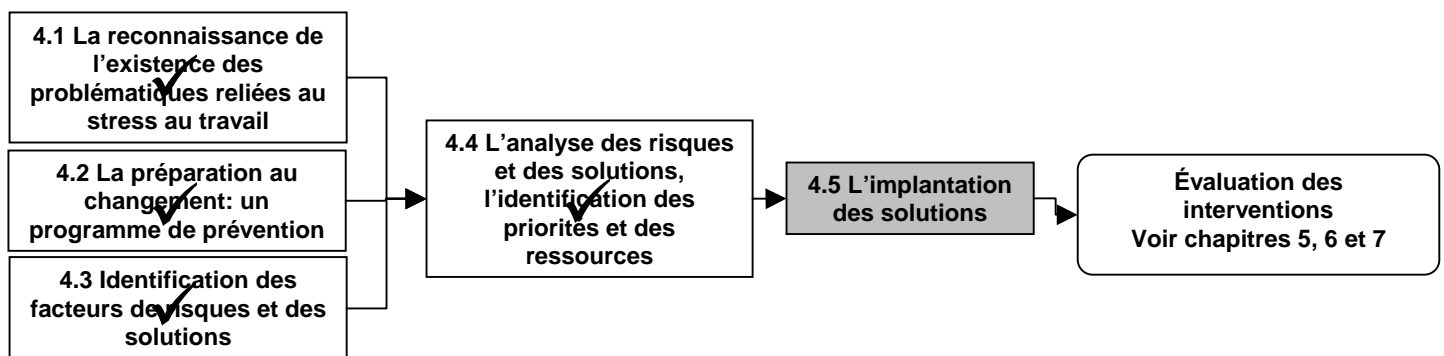 4.1 La reconnaissance de
l’existence des
problématiques reliées au
stress au travail
4.2 La préparation au
changement: un
programme de prévention
4.3 Identification des
facteurs de risques et des
solutions
4.4 L’analyse des risques
et des solutions,
l’identification des
priorités et des
ressources
4.5 L’implantation
des solutions
Évaluation des
interventions
Voir chapitres 5, 6 et 7